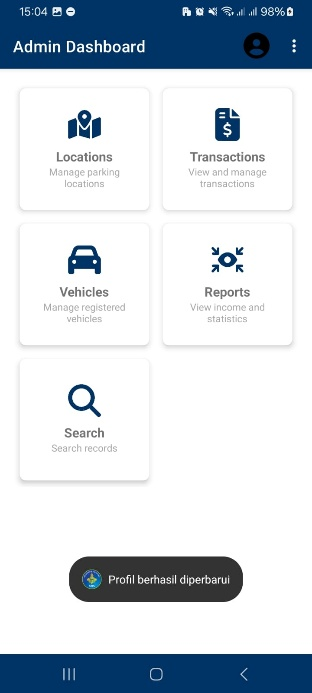 15:04
98%
Admin Dashboard
Locations
Manage parking
locations
Transactions
View and manage
transactions
Vehicles
Manage registered
vehicles
Reports
View income and
statistics
Search
Search records
Profil berhasil diperbarui